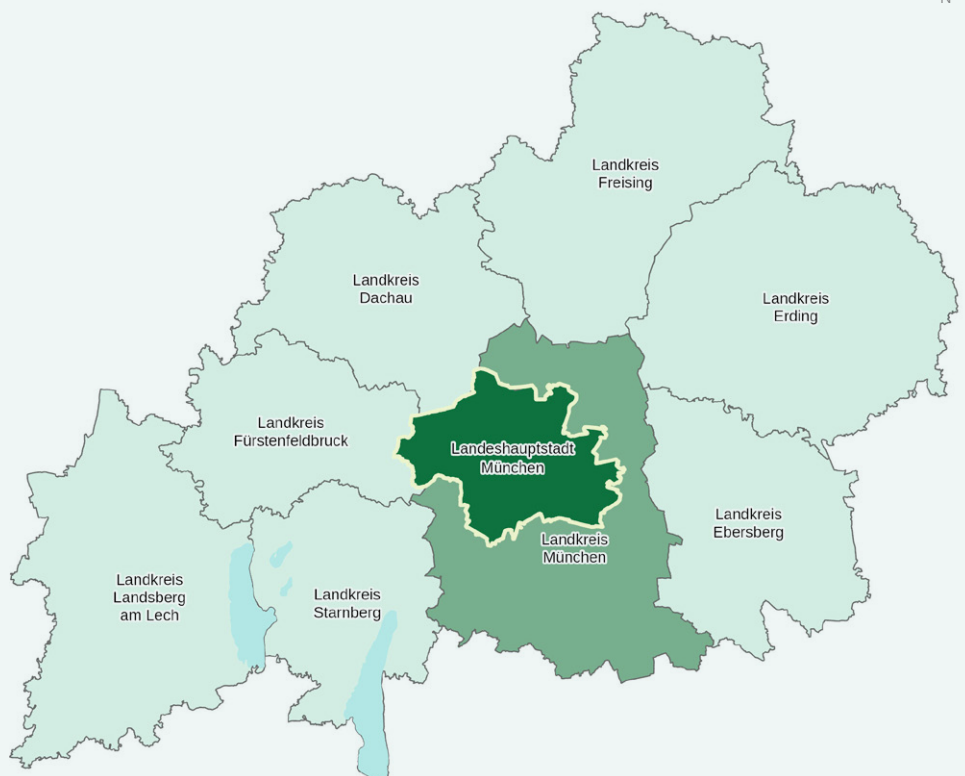 N
Landkreis
Freising
Landkreis
Dachau
Landkreis
Erding
Landkreis
Fürstenfeldbruck
Landeshauptstadt
München
Landkreis
Ebersberg
Landkreis
München
Landkreis
Landsberg
am Lech
Landkreis
Starnberg